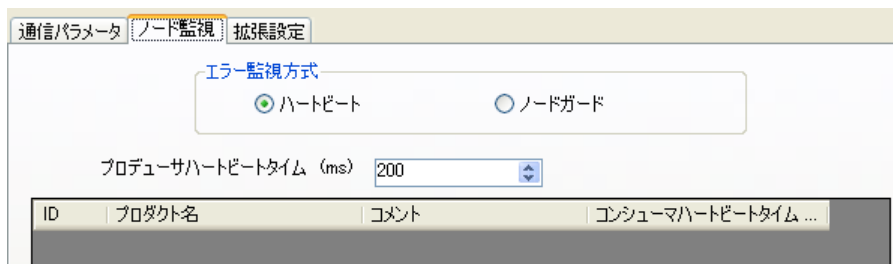 通信パラメータ ノード監視 拡張設定
エラー監視方式
ハートビート ノードガード
プロデューサハートビートタイム (ms) 200
ID プロダクト名 コメント コンシューマハートビートタイム ...